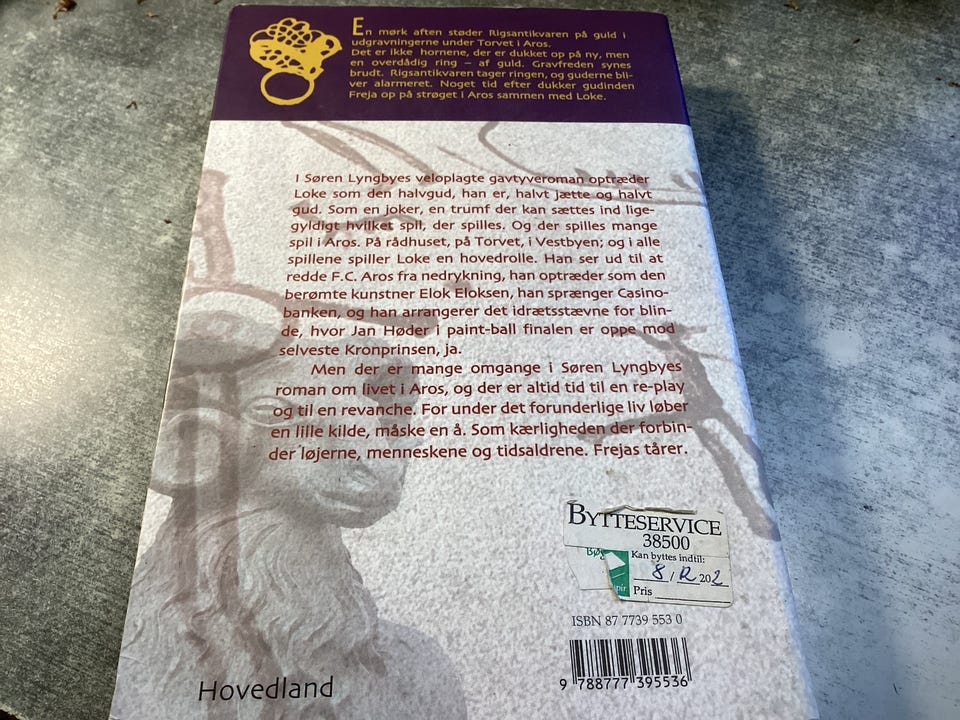 En mørk aften støder Rigsantikvaren på guld i
udgravningerne under Torvet i Aros.
Det er ikke hornene, der er dukket op på ny, men
en overdådig ring – af guld. Gravfreden synes
brudt. Rigsantikvaren tager ringen, og guderne bli-
ver alarmeret. Noget tid efter dukker gudinden
Freja op på strøget i Aros sammen med Loke.
I Søren Lyngbyes veloplagte gavtyveroman optræder
Loke som den halvgud, han er, halvt jætte og halvt
gud. Som en joker, en trumf der kan sættes ind lige-
gyldigt hvilket spil, der spilles. Og der spilles mange
spil i Aros. På rådhuset, på Torvet, i Vestbyen; og i alle
spillene spiller Loke en hovedrolle. Han ser ud til at
redde F.C. Aros fra nedrykning, han optræder som den
berømte kunstner Elok Eloksen, han sprænger Casino-
banken, og han arrangerer det idrætsstævne for blin-
de, hvor Jan Høder i paint-ball finalen er oppe mod
selveste Kronprinsen, ja.
Men der er mange omgange i Søren Lyngbyes
roman om livet i Aros, og der er altid tid til en re-play
og til en revanche. For under det forunderlige liv løber
en lille kilde, måske en å. Som kærligheden der forbin-
der løjerne, menneskene og tidsaldrene. Frejas tårer.
BYTTESERVICE
38500
Kan byttes indtil:
8 / 12 202
Pris
ISBN 87 7739 553 0
9 788777 395536
Hovedland